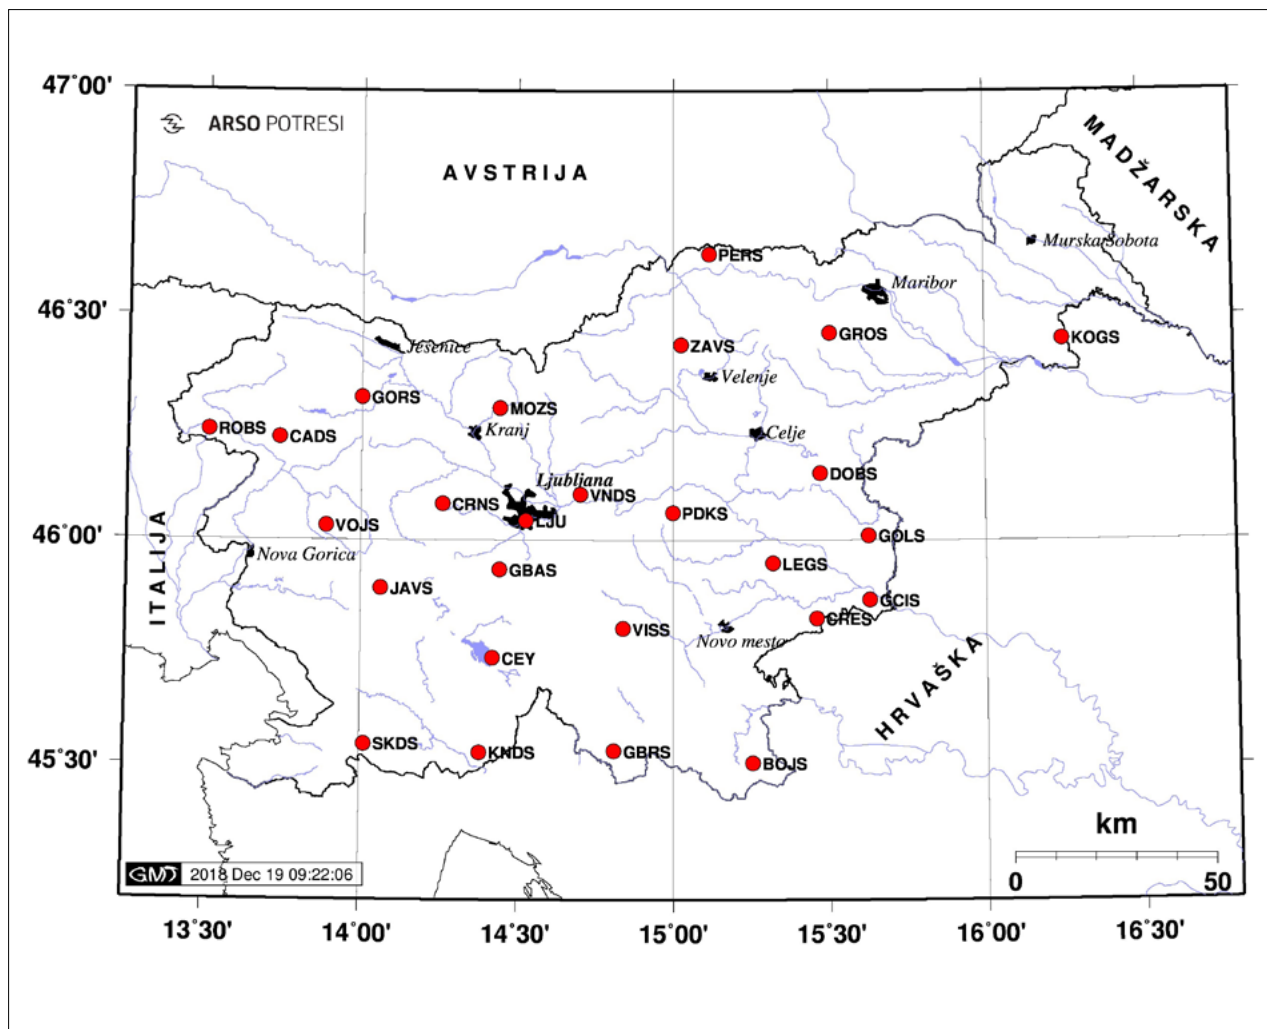 47°00'
ARSO POTRESI
AVSTRIJA
MADŽARSKA
Murska Sobota
PERS
Maribor
46°30'
GROS
KOGS
ZAVS
Jesenice
Velenje
GORS
MOZS
ROBS
CADS
Kranj
Celje
DOBS
Ljubljana
VNDS
CRNS
LJU
PDKS
VOJS
46°00'
GOLS
ITALIJA
Nova Gorica
LEGS
GBAS
JAVS
GCIS
CRES
VISS
Novo mesto
CEY
HRVAŠKA
SKDS
KNDS
GBRS
BOJS
45°30'
km
0 50
GMT 2018 Dec 19 09:22:06
13°30' 14°00' 14°30' 15°00' 15°30' 16°00' 16°30'